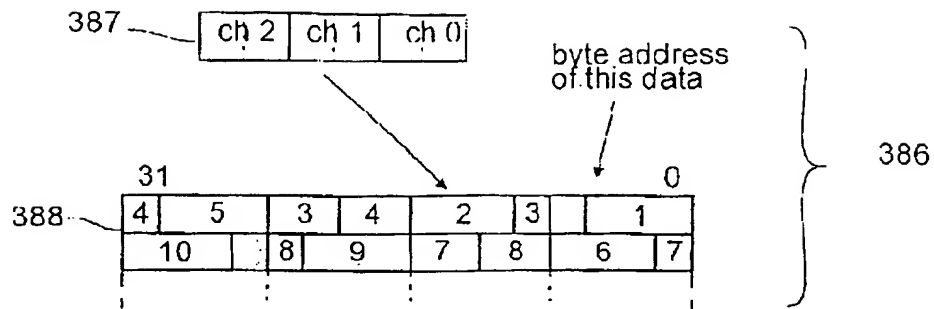 387
ch 2 ch 1 ch 0
byte address
of this data
386
31 0
388 4 5 3 4 2 3 1
10 8 9 7 8 6 7